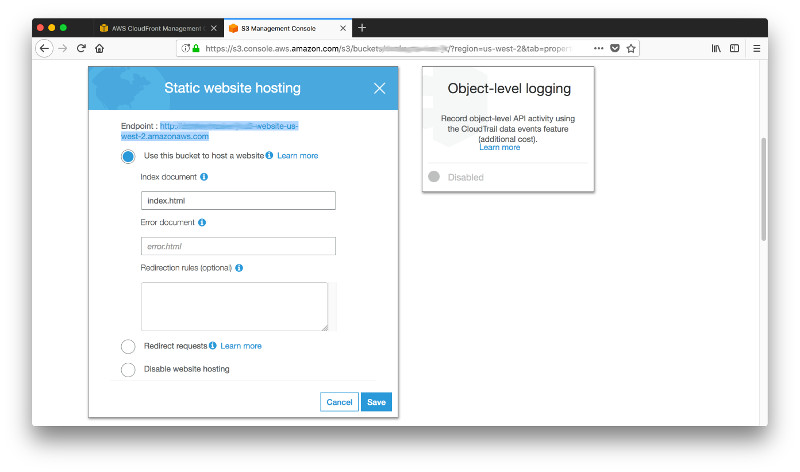 AWS CloudFront Management
S3 Management Console
https://s3.console.aws.amazon.com/s3/buckets/
/?region=us-west-2&tab=proper
Static website hosting
Endpoint : http://
-website-us-
west-2.amazonaws.com
Use this bucket to host a website Learn more
Index document
index.html
Error document
error.html
Redirection rules (optional)
Redirect requests Learn more
Disable website hosting
Cancel
Save
Object-level logging
Record object-level API activity using
the CloudTrail data events feature
(additional cost).
Learn more
Disabled